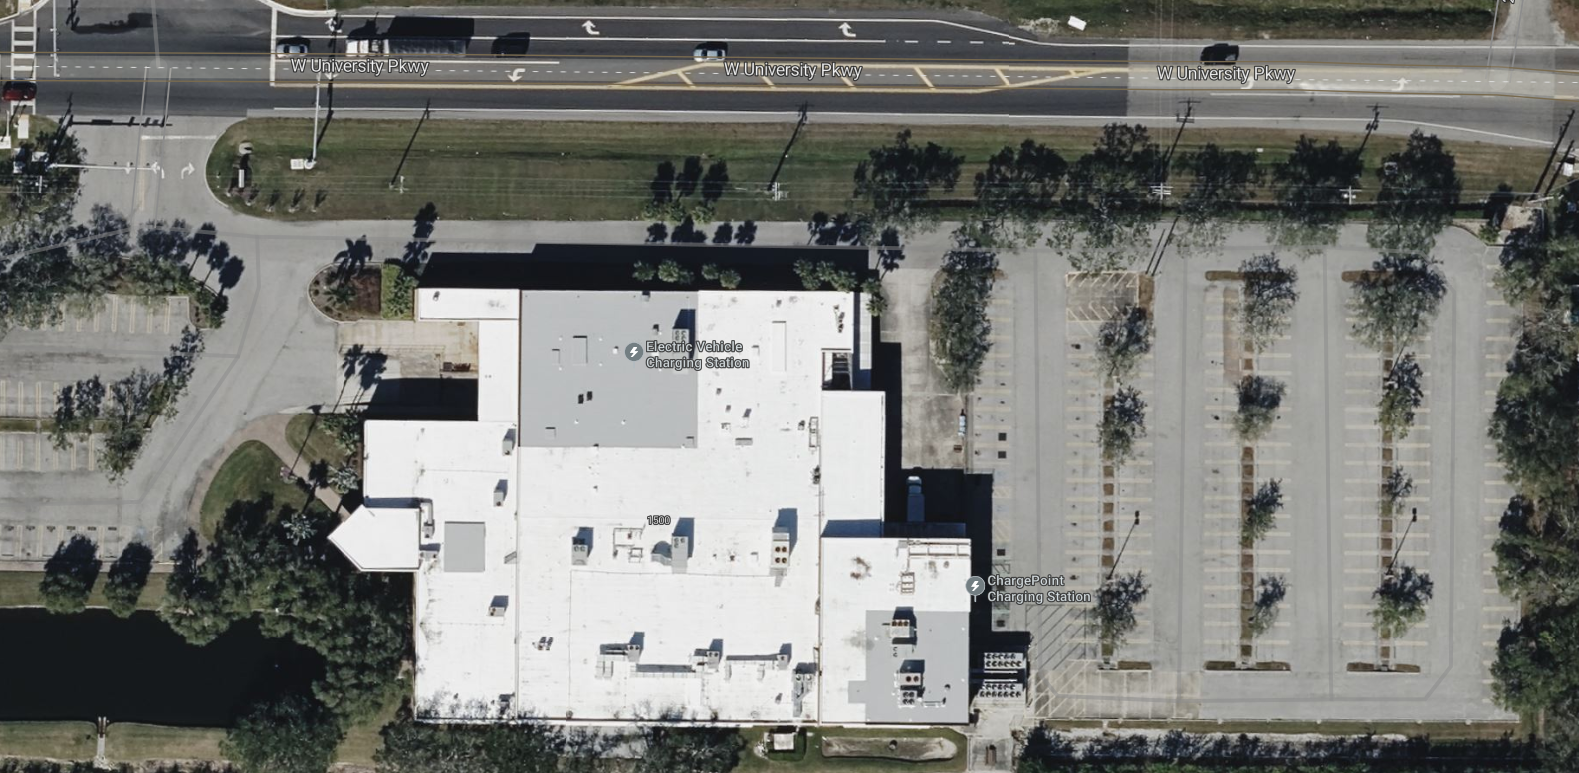 W University Pkwy
W University Pkwy
W University Pkwy
Electric Vehicle
Charging Station
1500
ChargePoint
Charging Station